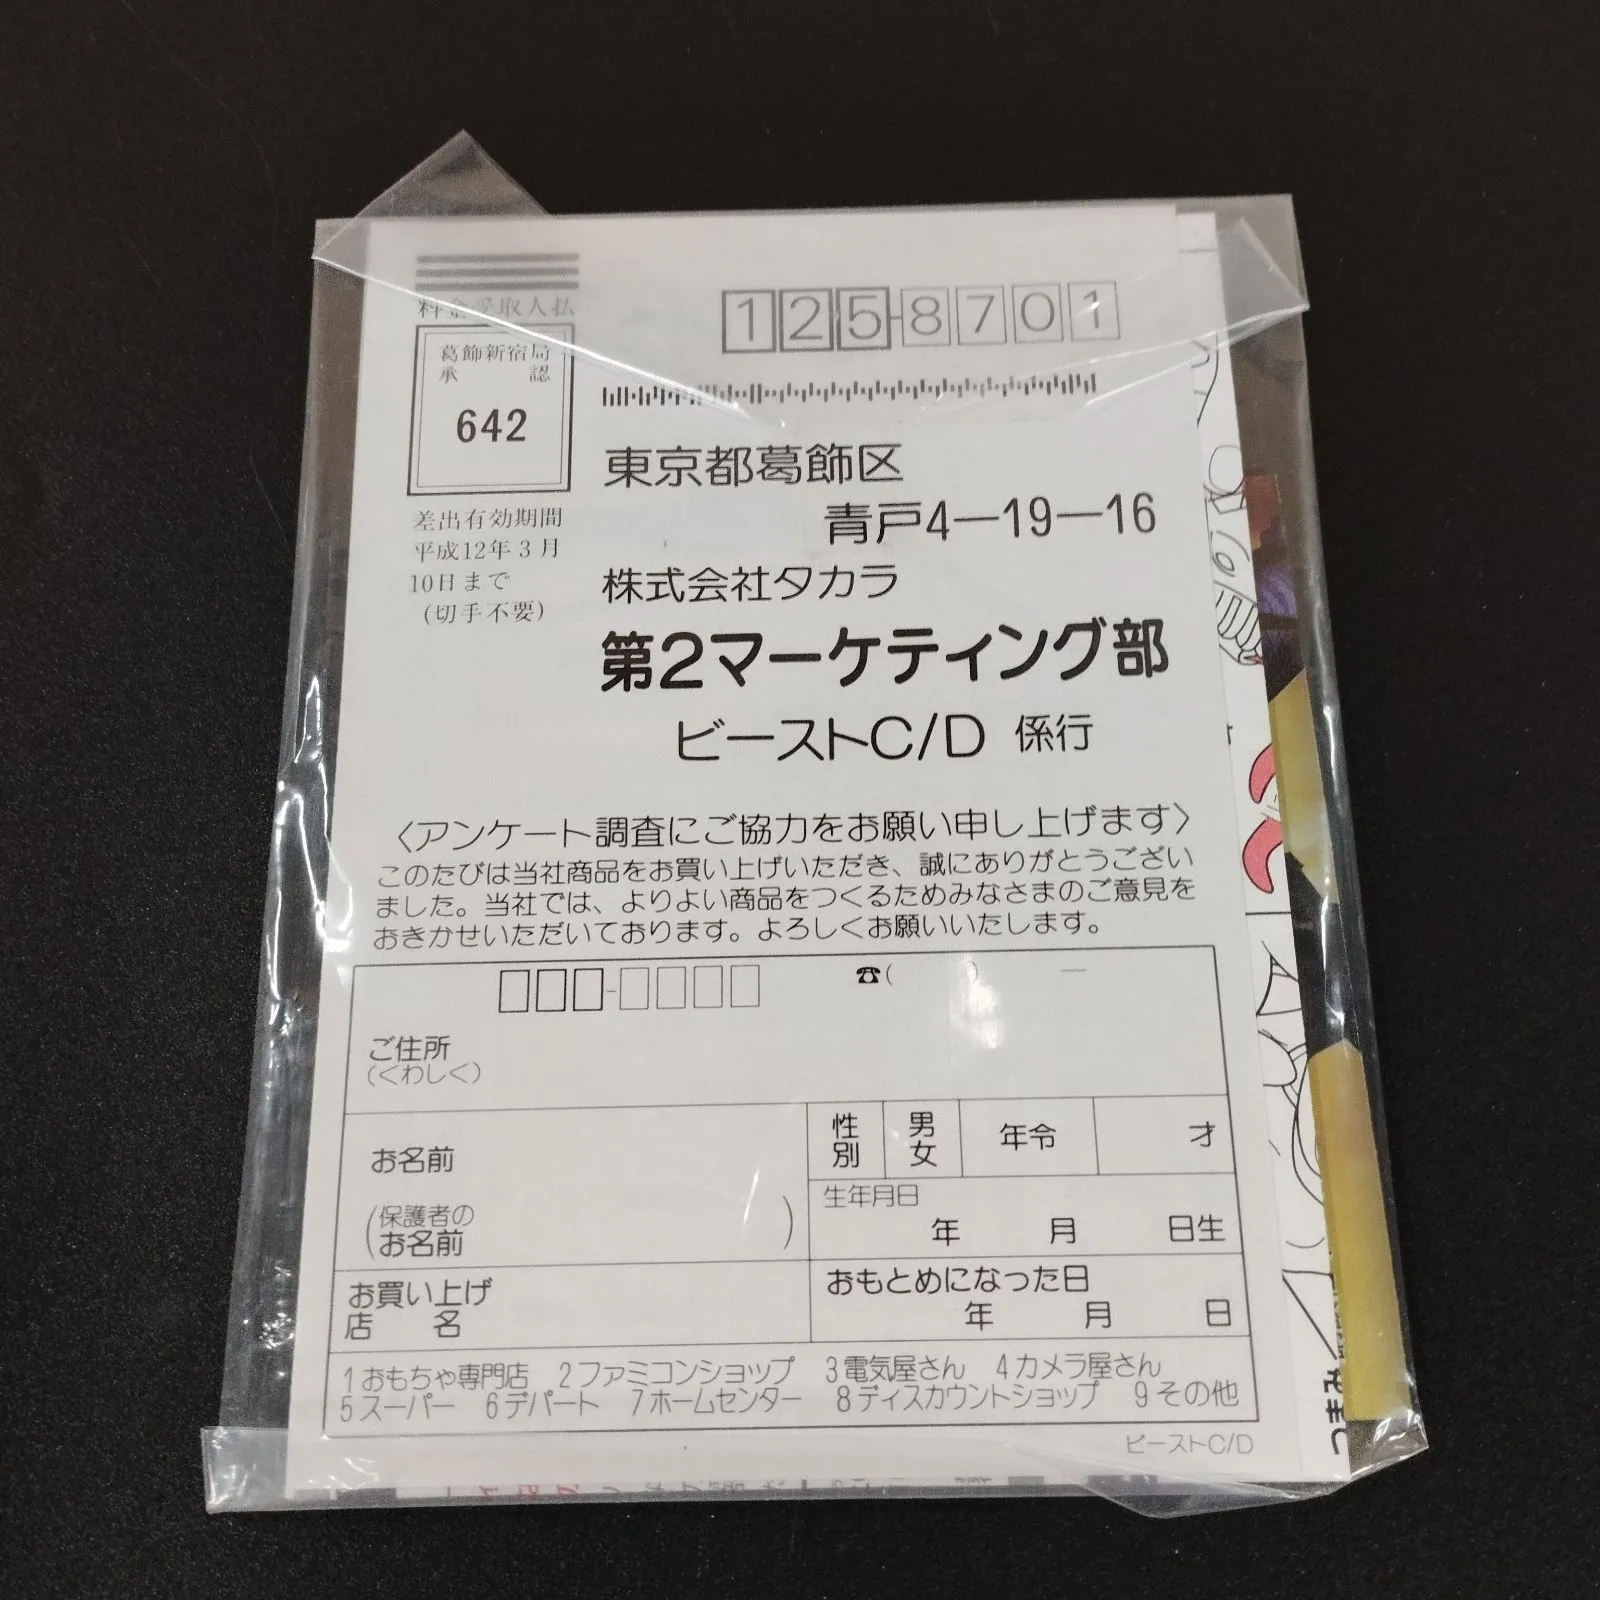 料金受取人払
葛飾新宿局
承認
642
差出有効期間
平成12年3月
10日まで
(切手不要)
125-8701
東京都葛飾区
青戸4―19―16
株式会社タカラ
第2マーケティング部
ビーストC/D 係行
〈アンケート調査にご協力をお願い申し上げます〉
このたびは当社商品をお買い上げいただき、誠にありがとうござい
ました。当社では、よりよい商品をつくるためみなさまのご意見を
おきかせいただいております。よろしくお願いいたします。
☎( ) ―
ご住所
(くわしく)
お名前
(保護者の
お名前 )
性別 男女 年令 才
生年月日
年 月 日生
お買い上げ
店名
おもとめになった日
年 月 日
1おもちゃ専門店 2ファミコンショップ 3電気屋さん 4カメラ屋さん
5スーパー 6デパート 7ホームセンター 8ディスカウントショップ 9その他
ビーストC/D